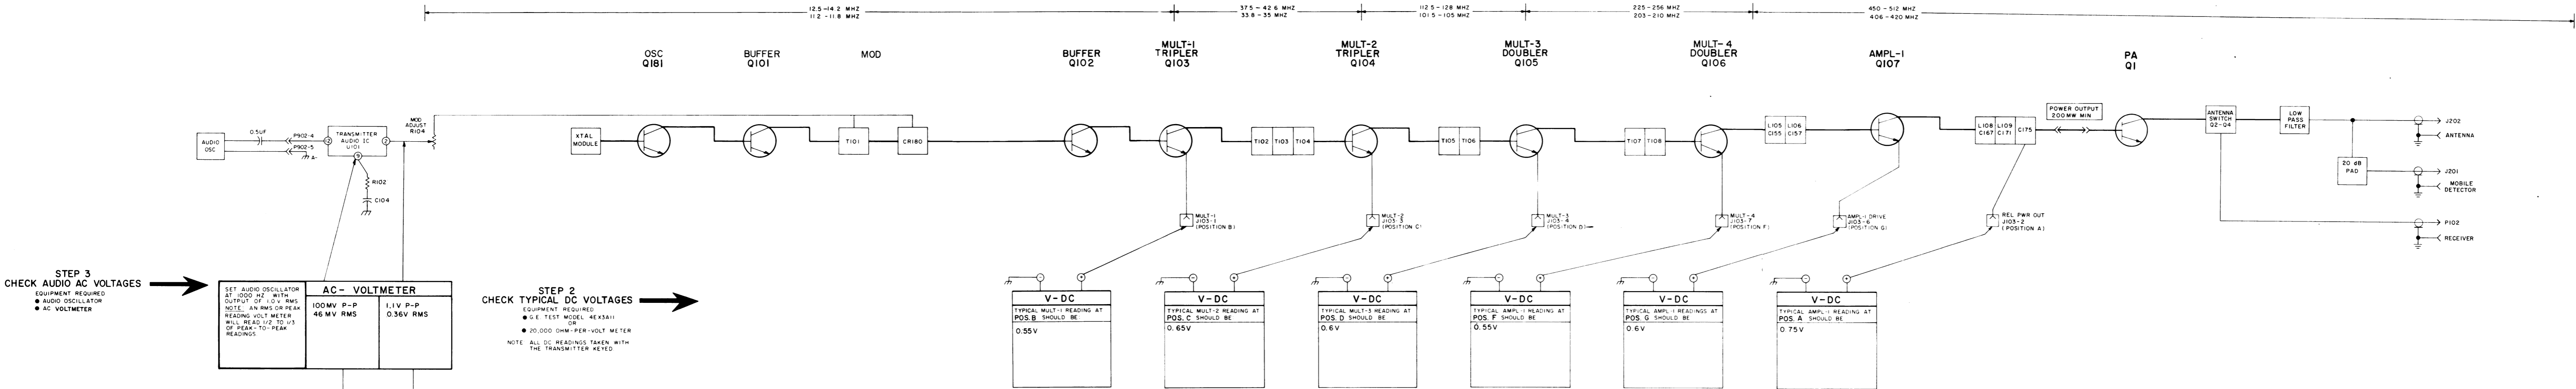 12.5-14.2 MHZ
11.2 -11.8 MHZ
37.5- 42.6 MHZ
33.8-35 MHZ
112.5-128 MHZ
101.5-105 MHZ
225-256 MHZ
203-210 MHZ
450 -512 MHZ
406-420 MHZ
OSC
Q181
BUFFER
Q101
MOD
BUFFER
Q102
MULT-1
TRIPLER
Q103
MULT-2
TRIPLER
Q104
MULT-3
DOUBLER
Q105
MULT-4
DOUBLER
Q106
AMPL-1
Q107
PA
Q1
AUDIO
OSC
0.5UF
P902-4
P902-5
A-
TRANSMITTER
AUDIO IC
U101
2
2
9
MOD
ADJUST
R104
R102
C104
XTAL
MODULE
T101
CR180
T102 T103 T104
T105 T106
T107 T108
L105 L106
C155 C157
L108 L109
C167 C171
C175
POWER OUTPUT
200MW MIN
ANTENNA
SWITCH
Q2-Q4
LOW
PASS
FILTER
J202
ANTENNA
20 dB
PAD
J201
MOBILE
DETECTOR
P102
RECEIVER
MULT-1
J103-1
(POSITION B)
MULT-2
J103-3
(POSITION C)
MULT-3
J103-4
(POSITION D)
MULT-4
J103-7
(POSITION F)
AMPL-1 DRIVE
J103-6
(POSITION G)
REL PWR OUT
J103-2
(POSITION A)
STEP 3
CHECK AUDIO AC VOLTAGES
EQUIPMENT REQUIRED
● AUDIO OSCILLATOR
● AC VOLTMETER
SET AUDIO OSCILLATOR
AT 1000 HZ WITH
OUTPUT OF 1.0 V RMS
NOTE: AN RMS OR PEAK
READING VOLT METER
WILL READ 1/2 TO 1/3
OF PEAK-TO-PEAK
READINGS
AC- VOLTMETER
100MV P-P
46 MV RMS
1.1V P-P
0.36V RMS
STEP 2
CHECK TYPICAL DC VOLTAGES
EQUIPMENT REQUIRED
● G.E. TEST MODEL 4EX3A11
OR
● 20,000 OHM-PER-VOLT METER
NOTE ALL DC READINGS TAKEN WITH
THE TRANSMITTER KEYED
- +
V-DC
TYPICAL MULT-1 READING AT
POS. B SHOULD BE
0.55V
- +
V-DC
TYPICAL MULT-2 READING AT
POS. C SHOULD BE
0.65V
- +
V-DC
TYPICAL MULT-3 READING AT
POS. D SHOULD BE
0.6V
- +
V-DC
TYPICAL AMPL-1 READING AT
POS. F SHOULD BE
0.55V
- +
V-DC
TYPICAL AMPL-1 READINGS AT
POS. G SHOULD BE
0.6V
- +
V-DC
TYPICAL AMPL-1 READING AT
POS. A SHOULD BE
0.75V